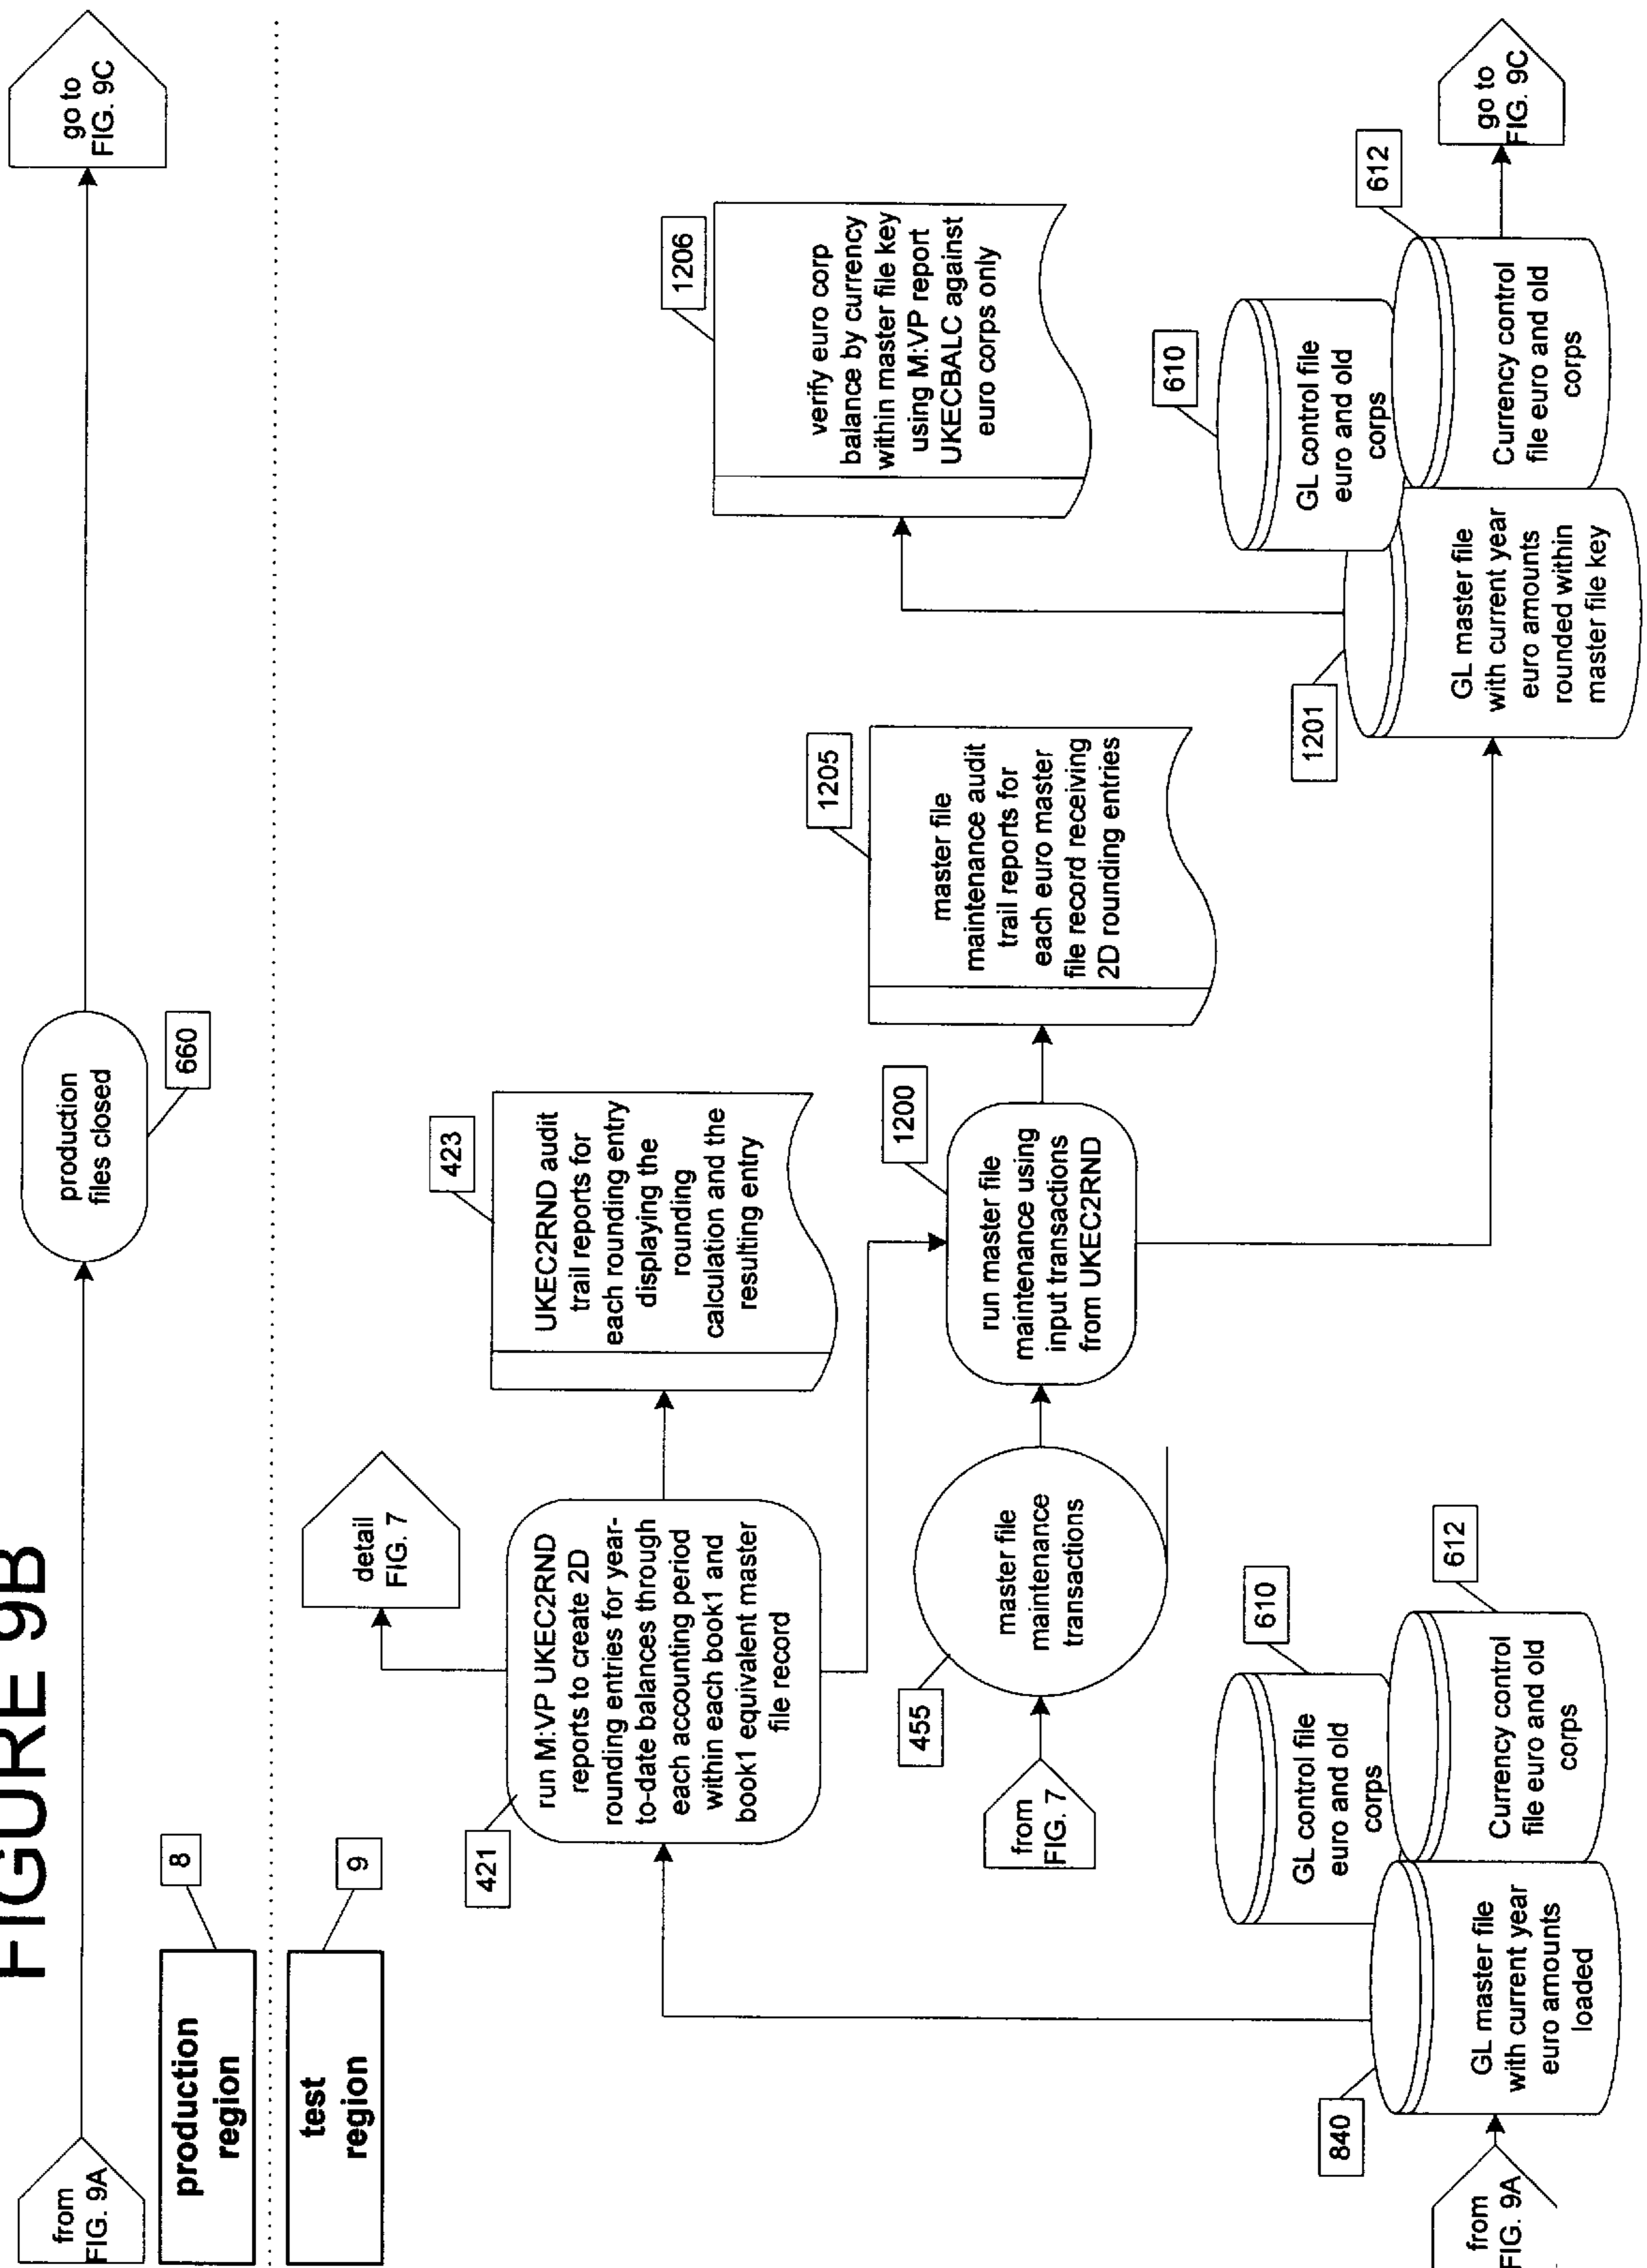 FIGURE 9B
from
FIG. 9A
production
files closed
660
go to
FIG. 9C
production
region
8
test
region
9
detail
FIG. 7
421
run M:VP UKEC2RND
reports to create 2D
rounding entries for year-
to-date balances through
each accounting period
within each book1 and
book1 equivalent master
file record
423
UKEC2RND audit
trail reports for
each rounding entry
displaying the
rounding
calculation and the
resulting entry
1206
verify euro corp
balance by currency
within master file key
using M:VP report
UKECBALC against
euro corps only
from
FIG. 7
455
master file
maintenance
transactions
1200
run master file
maintenance using
input transactions
from UKEC2RND
1205
master file
maintenance audit
trail reports for
each euro master
file record receiving
2D rounding entries
from
FIG. 9A
840
GL master file
with current year
euro amounts
loaded
610
GL control file
euro and old
corps
612
Currency control
file euro and old
corps
1201
GL master file
with current year
euro amounts
rounded within
master file key
610
GL control file
euro and old
corps
612
Currency control
file euro and old
corps
go to
FIG. 9C